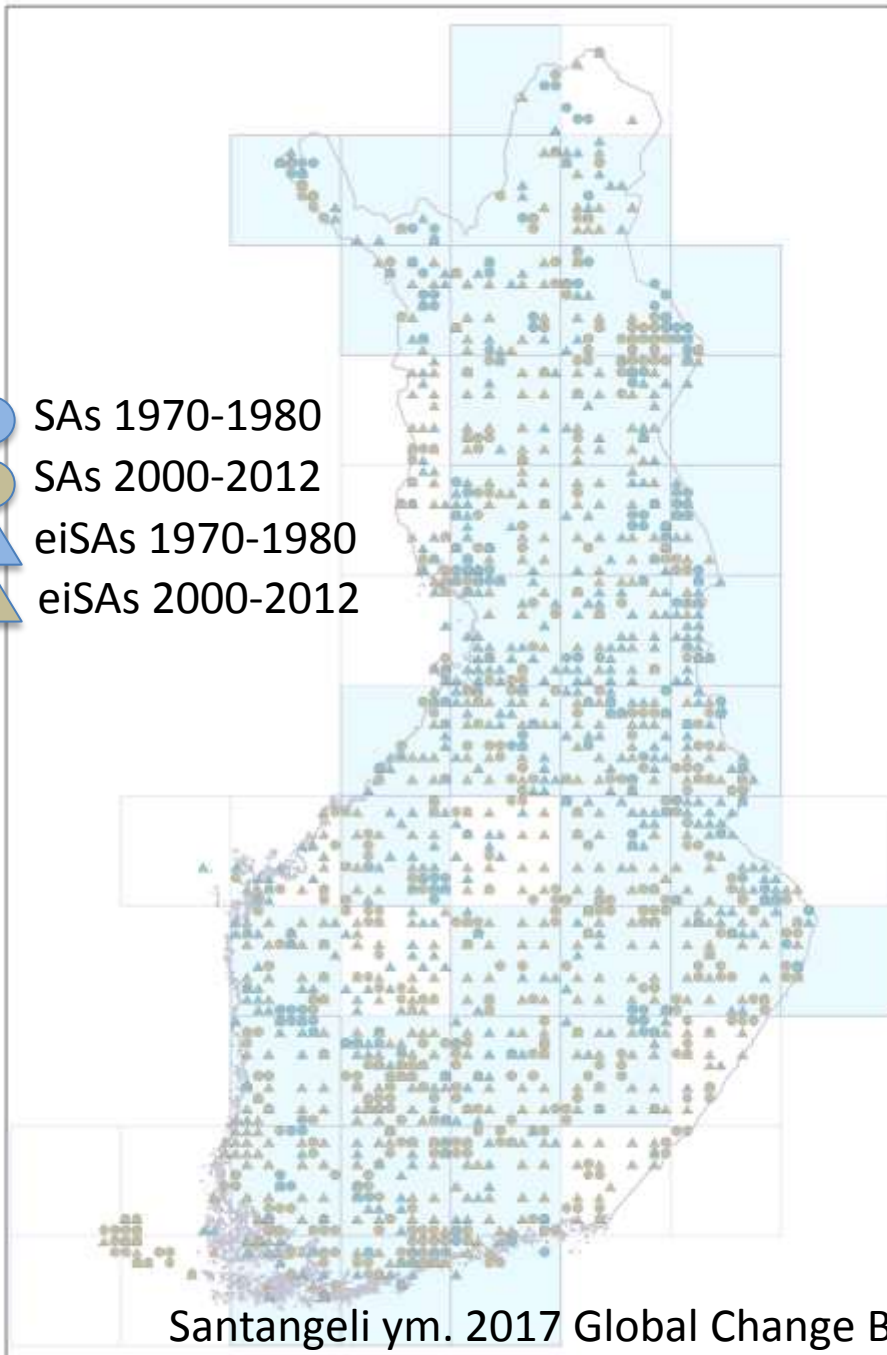 SAs 1970-1980
SAs 2000-2012
eiSAs 1970-1980
eiSAs 2000-2012
Santangeli ym. 2017 Global Change B